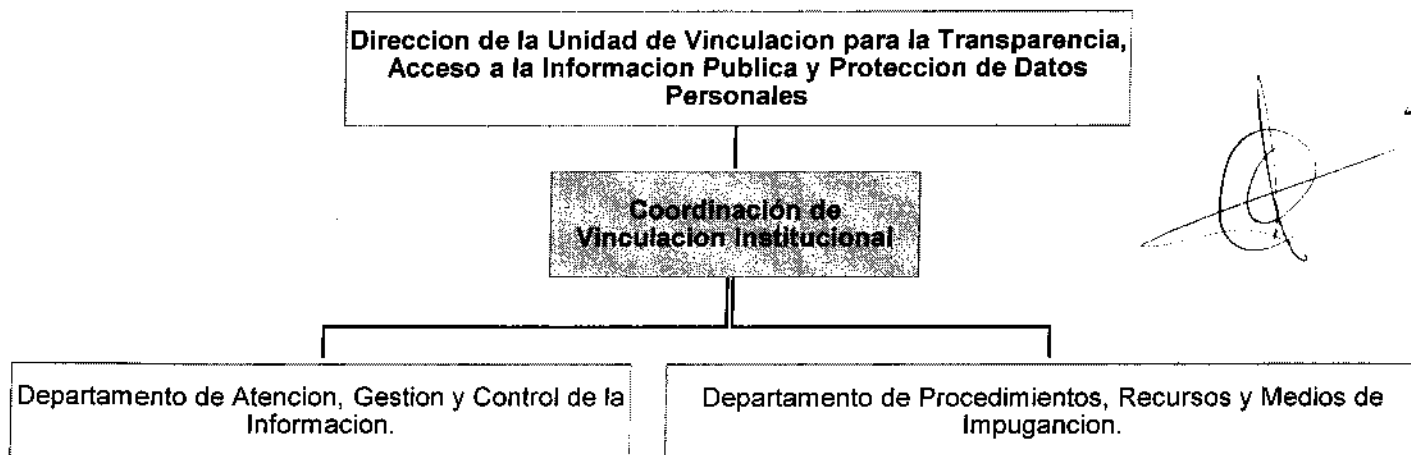 Direccion de la Unidad de Vinculacion para la Transparencia,
Acceso a la Informacion Publica y Proteccion de Datos
Personales
Coordinación de
Vinculacion Institucional
Departamento de Atencion, Gestion y Control de la
Informacion.
Departamento de Procedimientos, Recursos y Medios de
Impugancion.